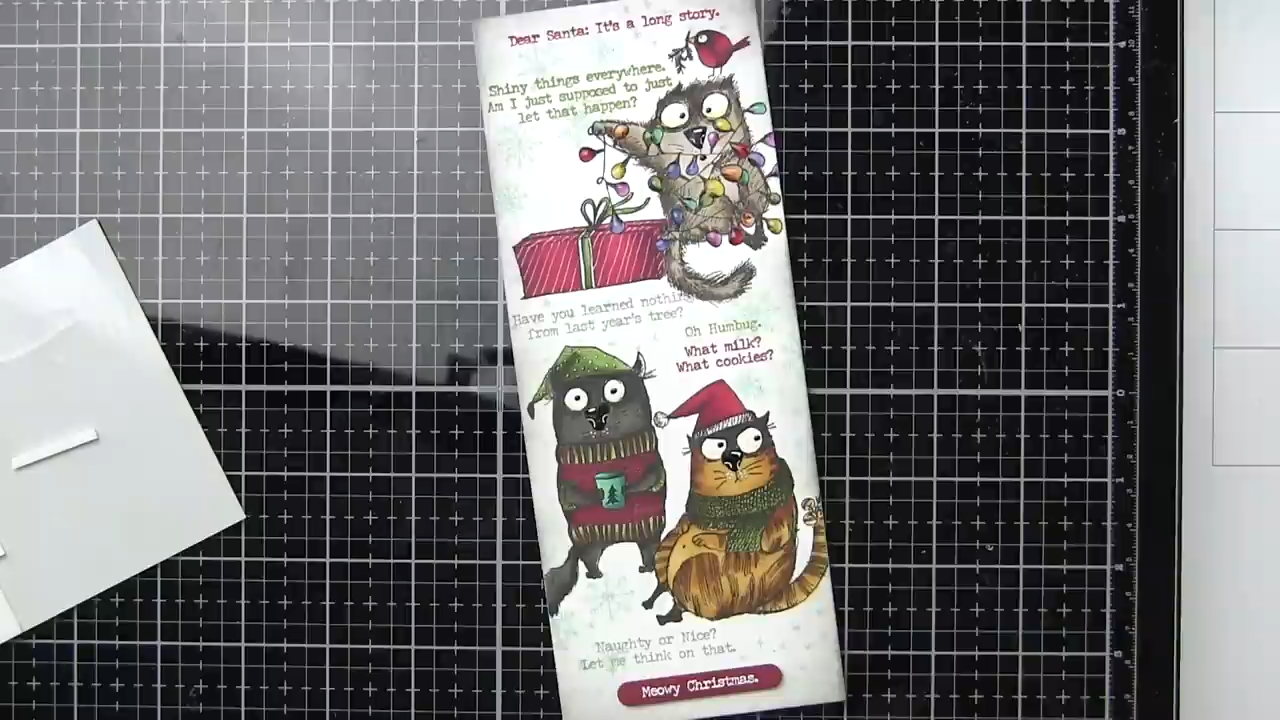 Dear Santa: It's a long story.
Shiny things everywhere.
Am I just supposed to just
let that happen?
Have you learned nothing
from last year's tree?
Oh Humbug.
What milk?
What cookies?
Naughty or Nice?
Let me think on that.
Meowy Christmas.